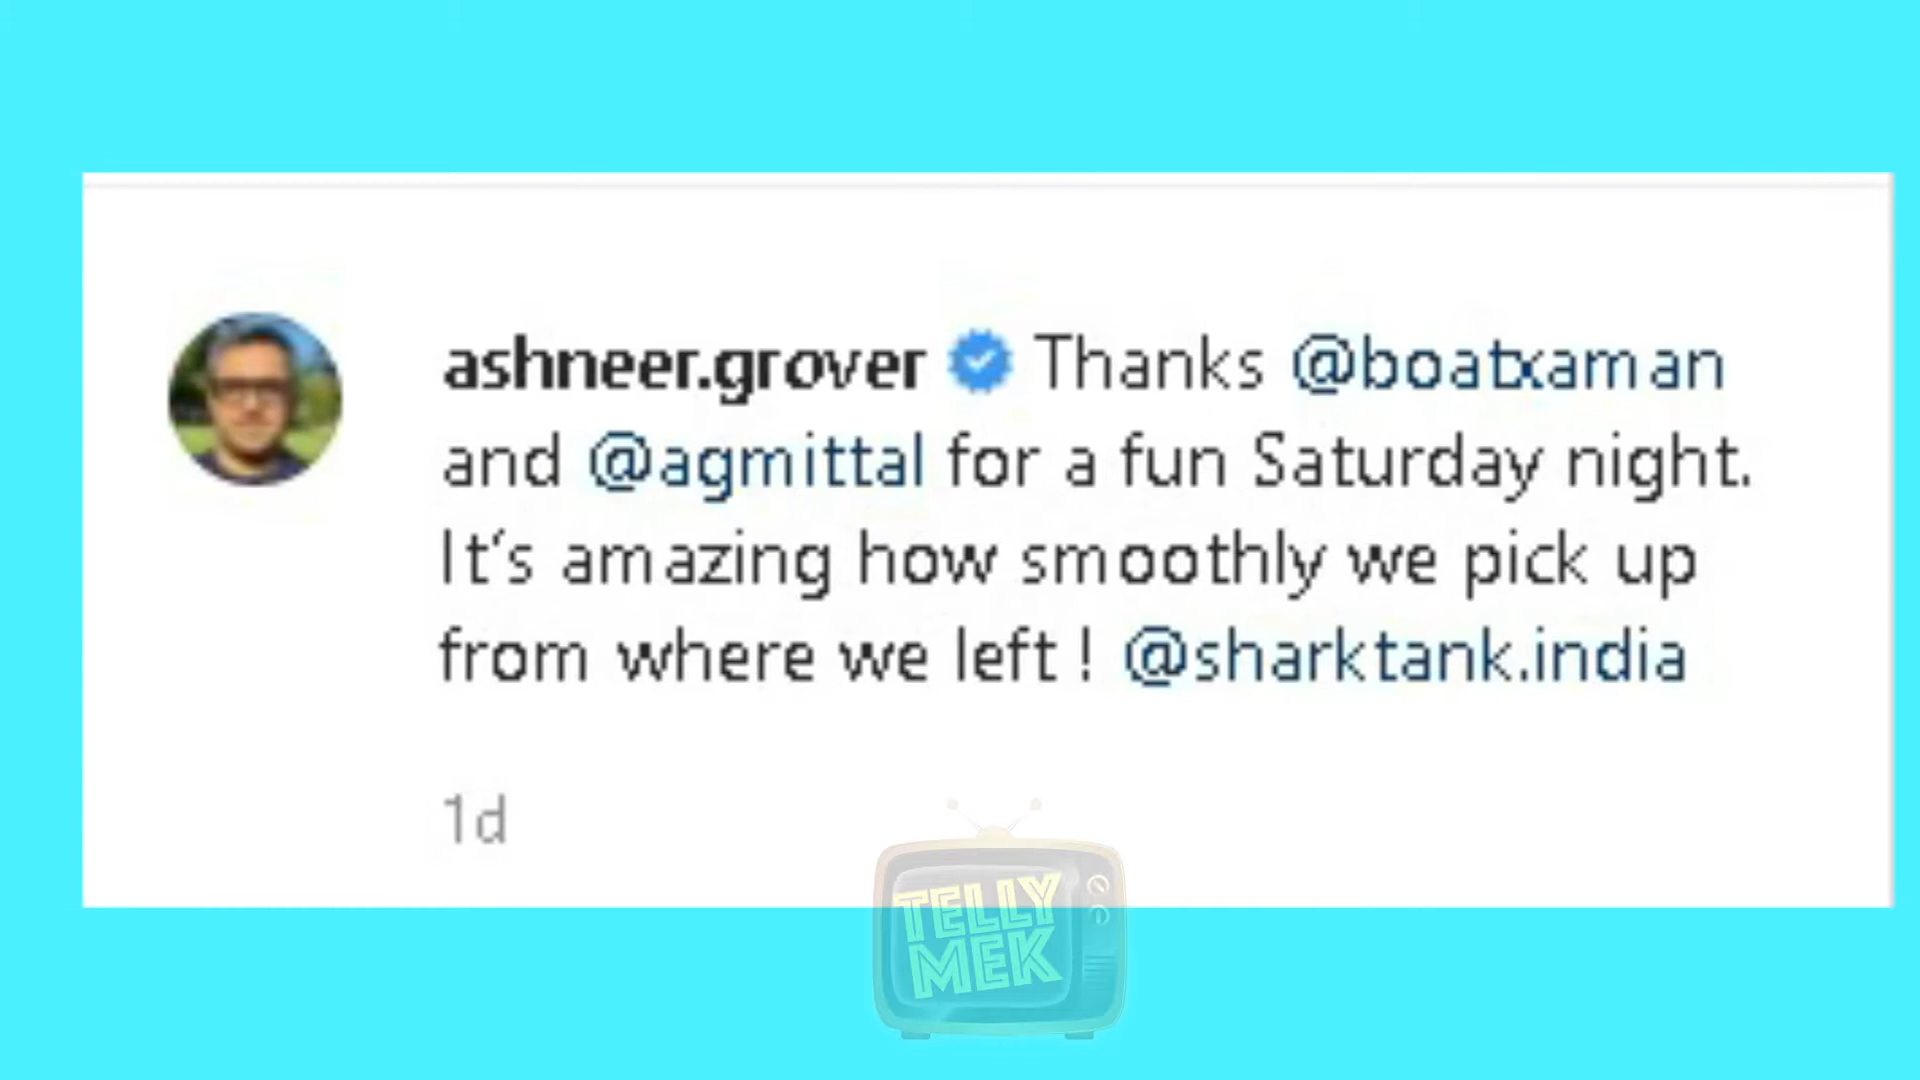 ashneer.grover Thanks @boatxaman
and @agmittal for a fun Saturday night.
It's amazing how smoothly we pick up
from where we left ! @sharktank.india
1d
TELLY
MEK